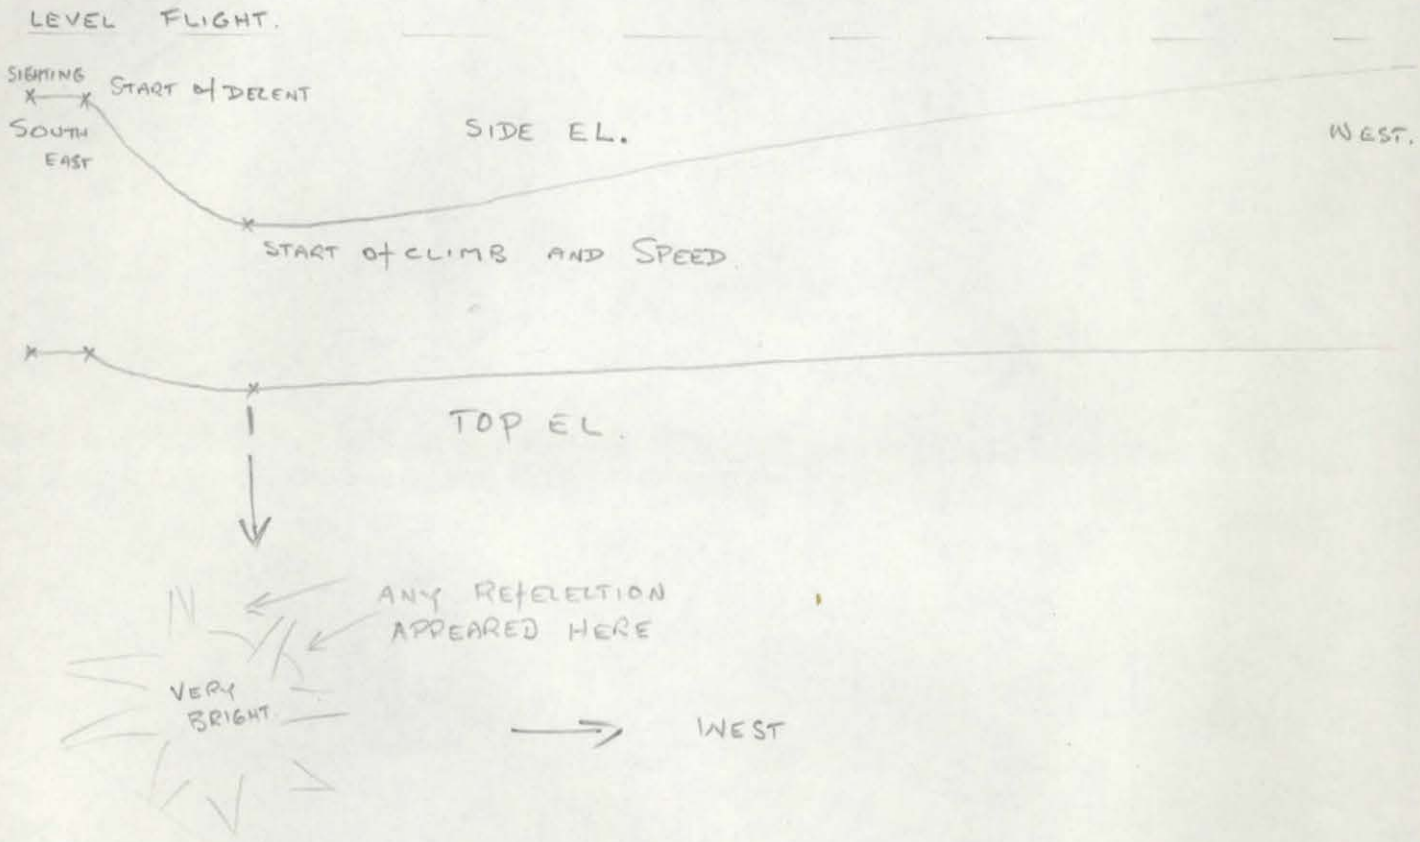 LEVEL FLIGHT.
SIGHTING
START of DECENT
SOUTH
EAST
SIDE EL.
WEST.
START of CLIMB AND SPEED
TOP EL.
ANY REfELECTION
APPEARED HERE
VERY
BRIGHT.
WEST